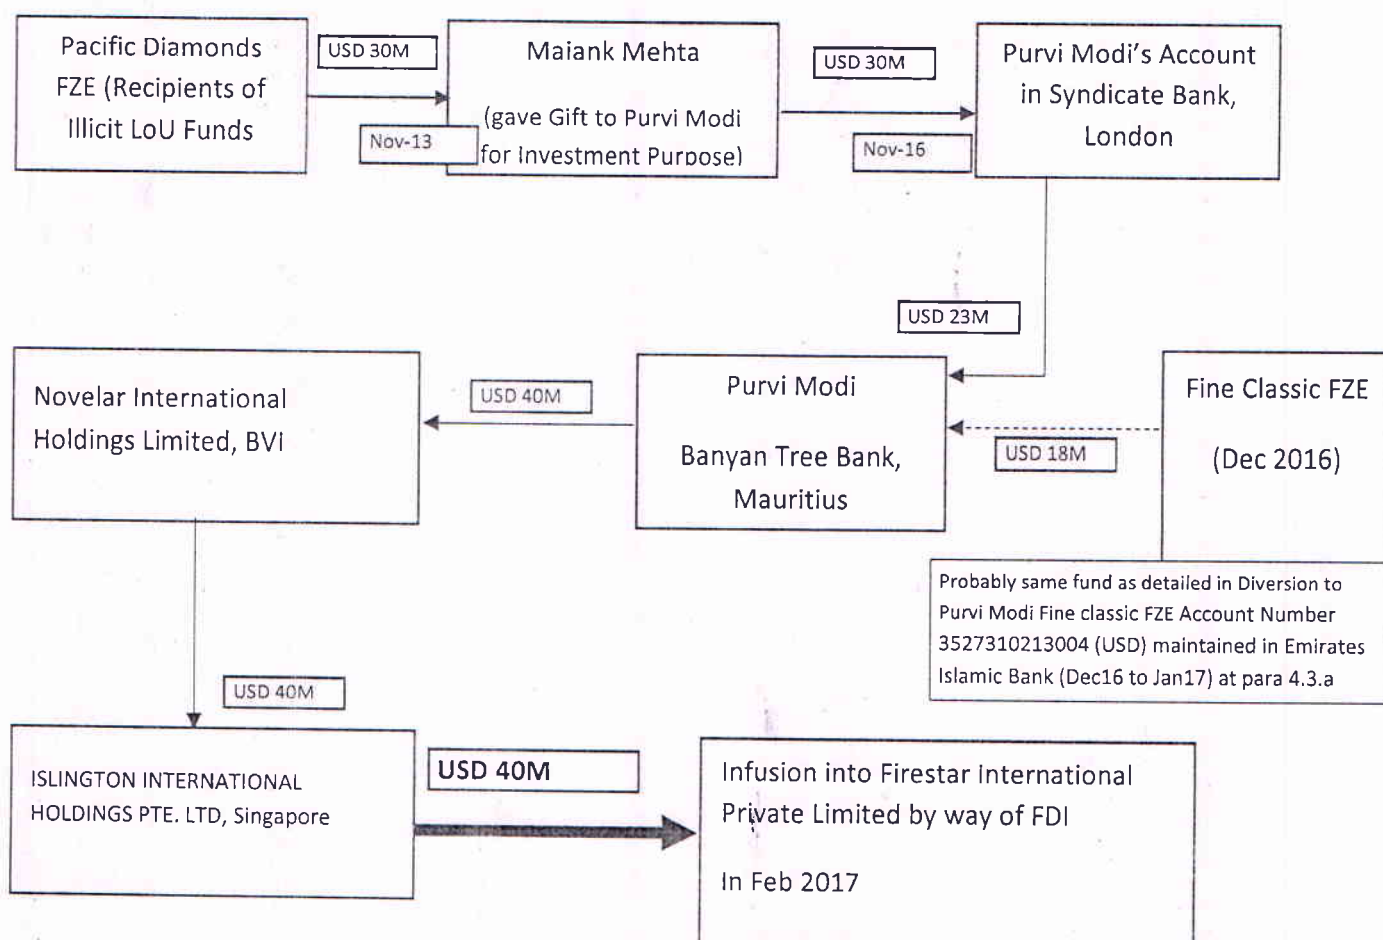 Pacific Diamonds
FZE (Recipients of
Illicit LoU Funds
USD 30M
Nov-13
Maiank Mehta
(gave Gift to Purvi Modi
for Investment Purpose)
USD 30M
Nov-16
Purvi Modi's Account
in Syndicate Bank,
London
USD 23M
Novelar International
Holdings Limited, BVI
USD 40M
Purvi Modi
Banyan Tree Bank,
Mauritius
USD 18M
Fine Classic FZE
(Dec 2016)
Probably same fund as detailed in Diversion to
Purvi Modi Fine classic FZE Account Number
3527310213004 (USD) maintained in Emirates
Islamic Bank (Dec16 to Jan17) at para 4.3.a
USD 40M
ISLINGTON INTERNATIONAL
HOLDINGS PTE. LTD, Singapore
USD 40M
Infusion into Firestar International
Private Limited by way of FDI
In Feb 2017